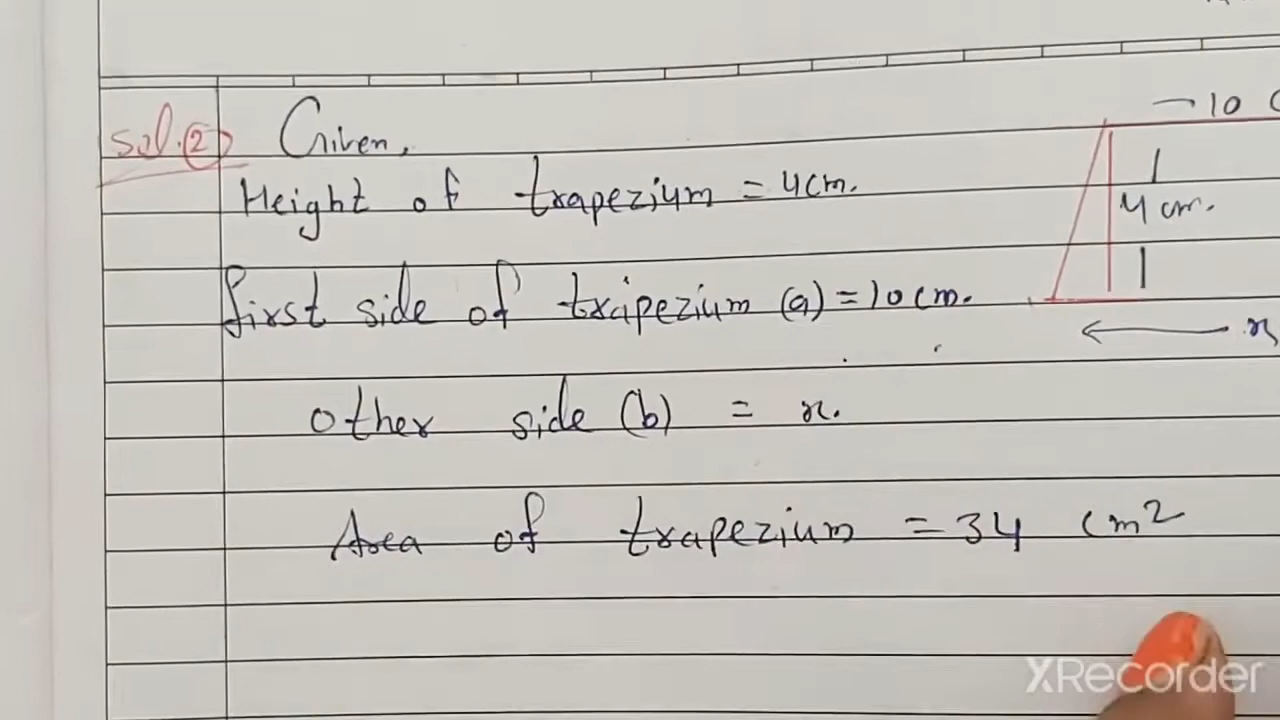 Sol.② Given,
Height of trapezium = 4cm.
first side of traipezium (a) = 10cm.
other side (b) = x.
Area of trapezium = 34 cm²
10 c
4 cm.
x
XRecorder